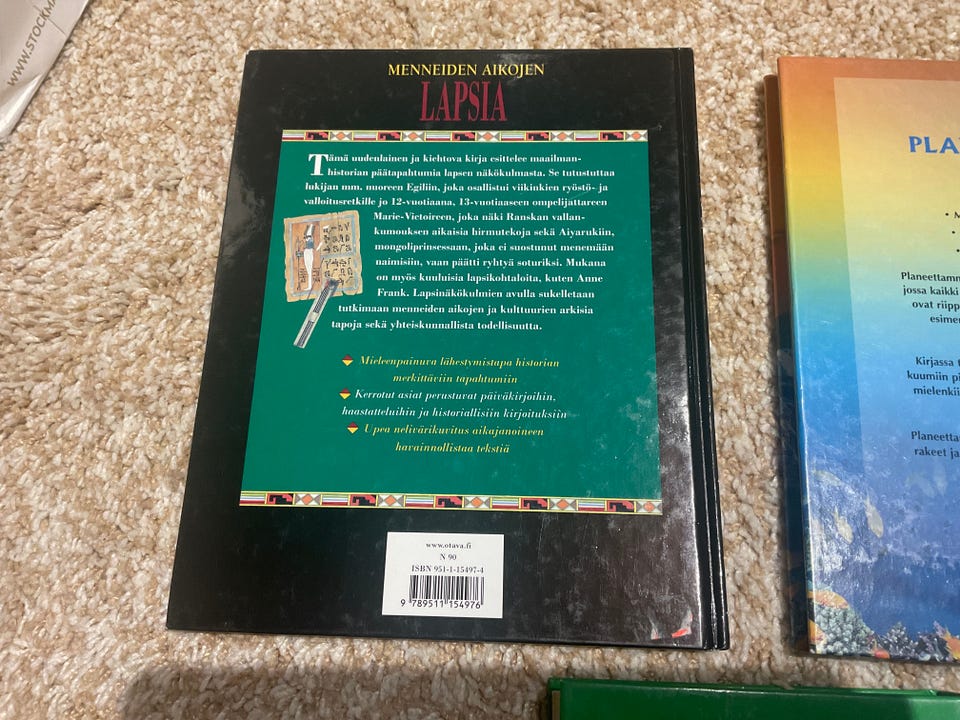 WWW.STOCKMA
MENNEIDEN AIKOJEN
LAPSIA
Tämä uudenlainen ja kiehtova kirja esittelee maailman-
historian päätapahtumia lapsen näkökulmasta. Se tutustuttaa
lukijan mm. nuoreen Egiliin, joka osallistui viikinkien ryöstö- ja
valloitusretkille jo 12-vuotiaana, 13-vuotiaaseen ompelijattareen
Marie-Victoireen, joka näki Ranskan vallan-
kumouksen aikaisia hirmutekoja sekä Aiyarukiin,
mongoliprinsessaan, joka ei suostunut menemään
naimisiin, vaan päätti ryhtyä soturiksi. Mukana
on myös kuuluisia lapsikohtaloita, kuten Anne
Frank. Lapsinäkökulmien avulla sukelletaan
tutkimaan menneiden aikojen ja kulttuurien arkisia
tapoja sekä yhteiskunnallista todellisuutta.
Mieleenpainuva lähestymistapa historian
merkittäviin tapahtumiin
Kerrotut asiat perustuvat päiväkirjoihin,
haastatteluihin ja historiallisiin kirjoituksiin
Upea nelivärikuvitus aikajanoineen
havainnollistaa tekstiä
www.otava.fi
N 90
ISBN 951-1-15497-4
9 789511 154976
PLA
• M
•
•
Planeettamm
jossa kaikki
ovat riipp
esimer
Kirjassa t
kuumiin pi
mielenkii
Planeetta
rakeet ja